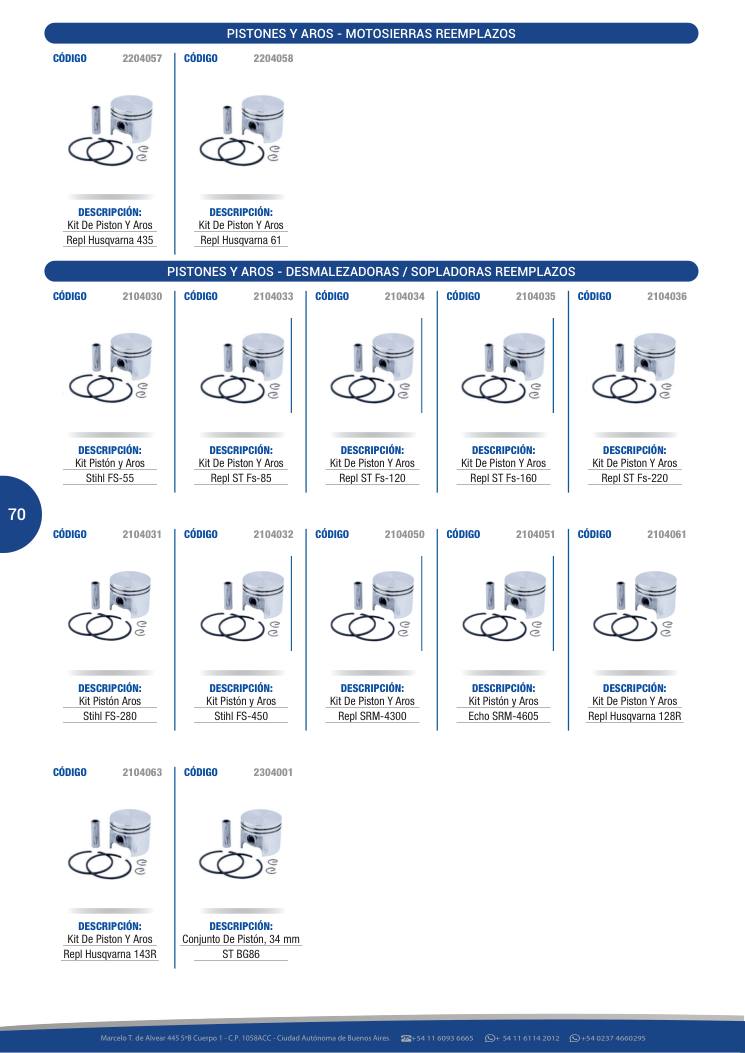 PISTONES Y AROS - MOTOSIERRAS REEMPLAZOS
CÓDIGO 2204057
CÓDIGO 2204058
DESCRIPCIÓN:
Kit De Piston Y Aros
Repl Husqvarna 435
DESCRIPCIÓN:
Kit De Piston Y Aros
Repl Husqvarna 61
PISTONES Y AROS - DESMALEZADORAS / SOPLADORAS REEMPLAZOS
CÓDIGO 2104030
DESCRIPCIÓN:
Kit Pistón y Aros
Stihl FS-55
CÓDIGO 2104033
DESCRIPCIÓN:
Kit De Piston Y Aros
Repl ST Fs-85
CÓDIGO 2104034
DESCRIPCIÓN:
Kit De Piston Y Aros
Repl ST Fs-120
CÓDIGO 2104035
DESCRIPCIÓN:
Kit De Piston Y Aros
Repl ST Fs-160
CÓDIGO 2104036
DESCRIPCIÓN:
Kit De Piston Y Aros
Repl ST Fs-220
70
CÓDIGO 2104031
DESCRIPCIÓN:
Kit Pistón Aros
Stihl FS-280
CÓDIGO 2104032
DESCRIPCIÓN:
Kit Pistón y Aros
Stihl FS-450
CÓDIGO 2104050
DESCRIPCIÓN:
Kit De Piston Y Aros
Repl SRM-4300
CÓDIGO 2104051
DESCRIPCIÓN:
Kit Pistón y Aros
Echo SRM-4605
CÓDIGO 2104061
DESCRIPCIÓN:
Kit De Piston Y Aros
Repl Husqvarna 128R
CÓDIGO 2104063
DESCRIPCIÓN:
Kit De Piston Y Aros
Repl Husqvarna 143R
CÓDIGO 2304001
DESCRIPCIÓN:
Conjunto De Pistón, 34 mm
ST BG86
Marcelo T. de Alvear 445 5ºB Cuerpo 1 - C.P. 1058ACC - Ciudad Autónoma de Buenos Aires. +54 11 6093 6665 + 54 11 6114 2012 +54 0237 4660295